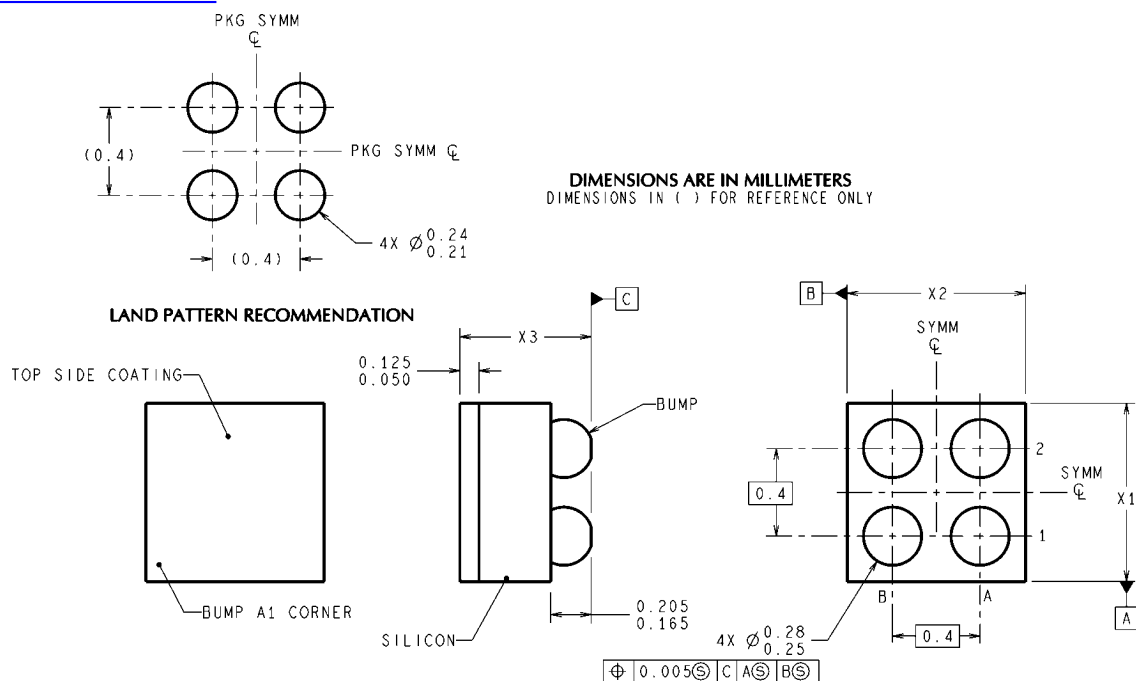 PKG SYMM
℄
(0.4)
PKG SYMM ℄
DIMENSIONS ARE IN MILLIMETERS
DIMENSIONS IN ( ) FOR REFERENCE ONLY
4X Ø 0.24
0.21
(0.4)
LAND PATTERN RECOMMENDATION
C
B
X2
X3
SYMM
℄
TOP SIDE COATING
0.125
0.050
BUMP
2
SYMM
℄
0.4
X1
1
BUMP A1 CORNER
SILICON
0.205
0.165
B
A
A
4X Ø 0.28
0.25
0.4
⌖ 0.005Ⓢ C AⓈ BⓈ